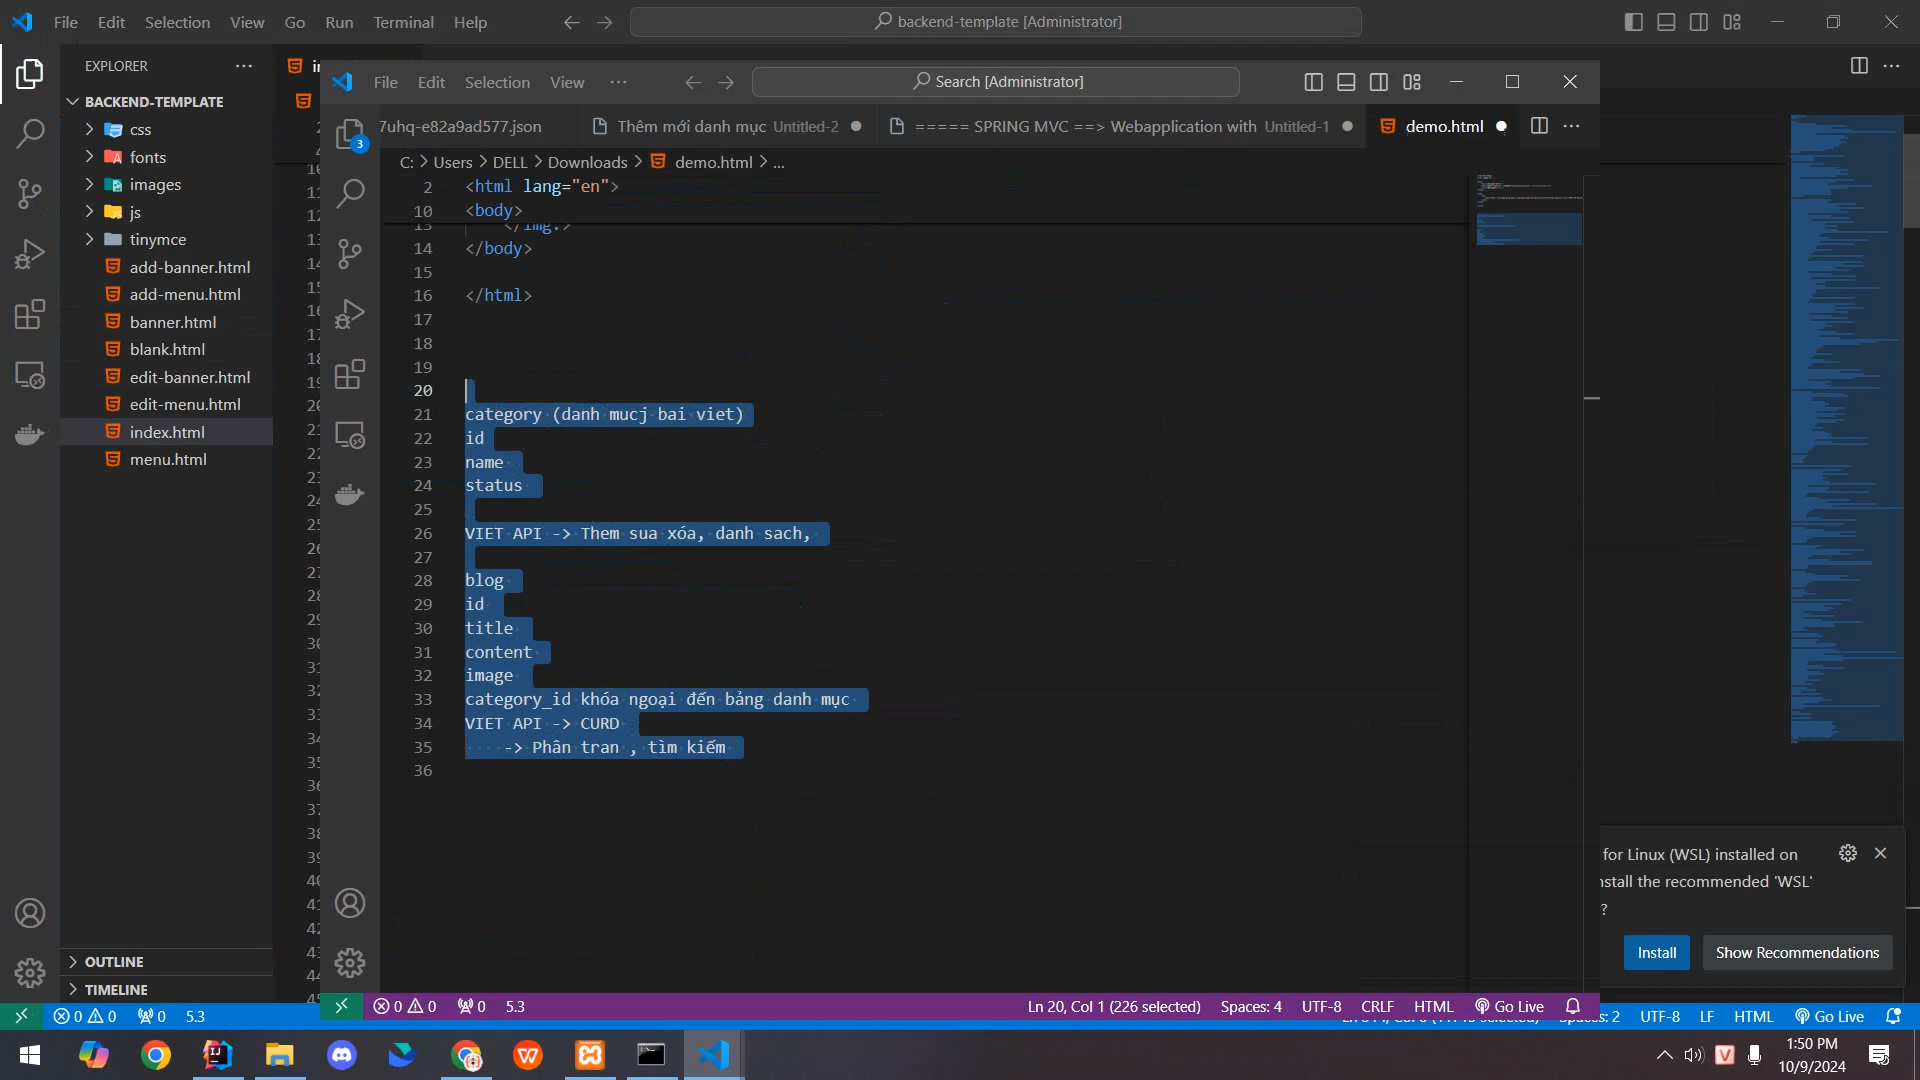 File Edit Selection View Go Run Terminal Help
backend-template [Administrator]
EXPLORER
BACKEND-TEMPLATE
css
fonts
images
js
tinymce
add-banner.html
add-menu.html
banner.html
blank.html
edit-banner.html
edit-menu.html
index.html
menu.html
OUTLINE
TIMELINE
File Edit Selection View
Search [Administrator]
3
7uhq-e82a9ad577.json
Thêm mới danh mục Untitled-2
===== SPRING MVC ==> Webapplication with Untitled-1
demo.html
C: > Users > DELL > Downloads > demo.html > ...
2 <html lang="en">
10 <body>
13 </img.>
14 </body>
15
16 </html>
17
18
19
20
21 category (danh mucj bai viet)
22 id
23 name
24 status
25
26 VIET API -> Them sua xóa, danh sach,
27
28 blog
29 id
30 title
31 content
32 image
33 category_id khóa ngoại đến bảng danh mục
34 VIET API -> CURD
35 -> Phân tran , tìm kiếm
36
for Linux (WSL) installed on
install the recommended 'WSL'
?
Install
Show Recommendations
0 0 0 5.3
Ln 20, Col 1 (226 selected) Spaces: 4 UTF-8 CRLF HTML Go Live
0 0 0 5.3
Spaces: 2 UTF-8 LF HTML Go Live
1:50 PM
10/9/2024